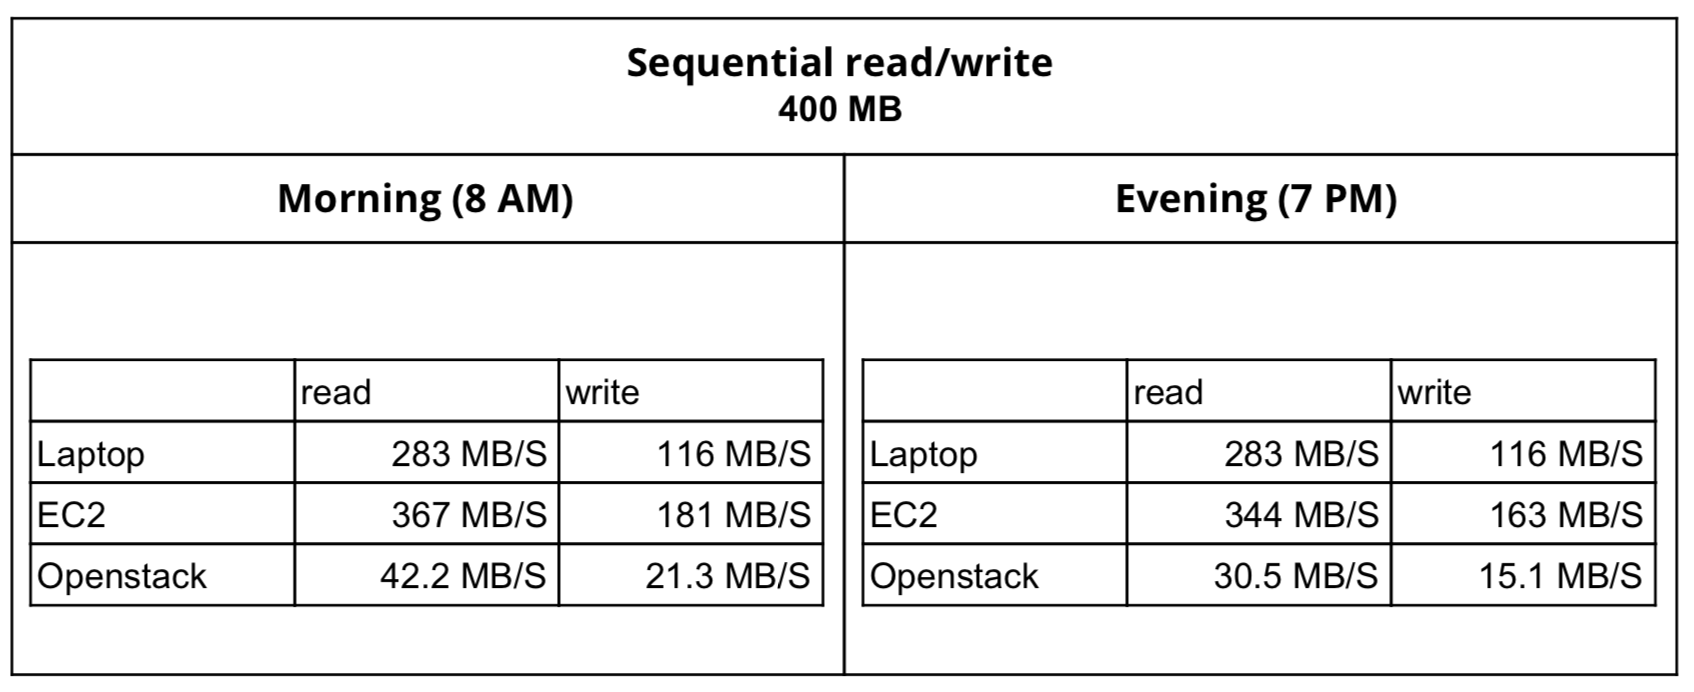 Sequential read/write
400 MB
Morning (8 AM)
Evening (7 PM)
read write
Laptop 283 MB/S 116 MB/S
EC2 367 MB/S 181 MB/S
Openstack 42.2 MB/S 21.3 MB/S
read write
Laptop 283 MB/S 116 MB/S
EC2 344 MB/S 163 MB/S
Openstack 30.5 MB/S 15.1 MB/S